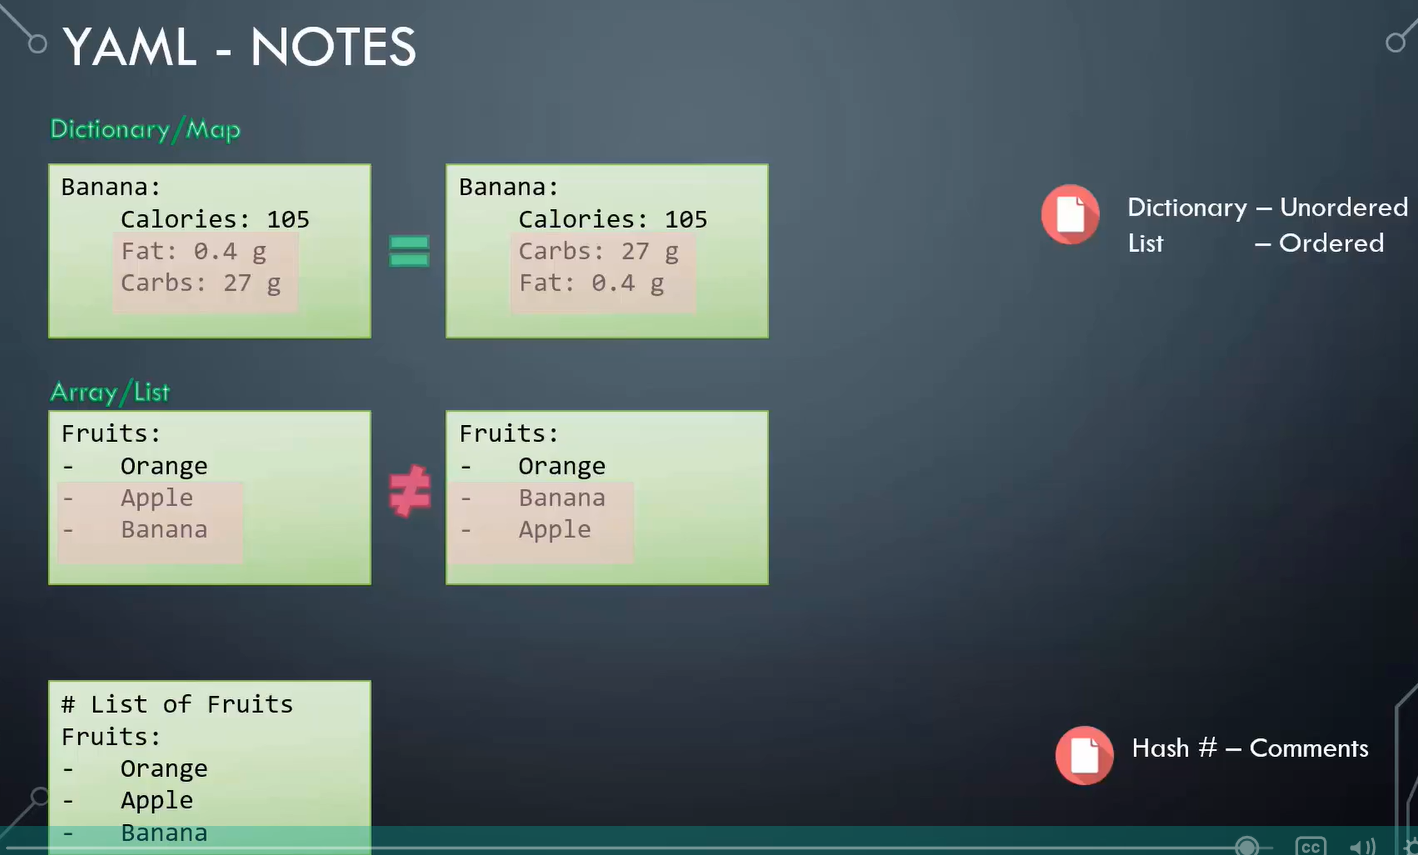 YAML - NOTES
Dictionary/Map
Banana:
Calories: 105
Fat: 0.4 g
Carbs: 27 g
Banana:
Calories: 105
Carbs: 27 g
Fat: 0.4 g
Dictionary – Unordered
List – Ordered
Array/List
Fruits:
- Orange
- Apple
- Banana
Fruits:
- Orange
- Banana
- Apple
# List of Fruits
Fruits:
- Orange
- Apple
- Banana
Hash # – Comments
CC